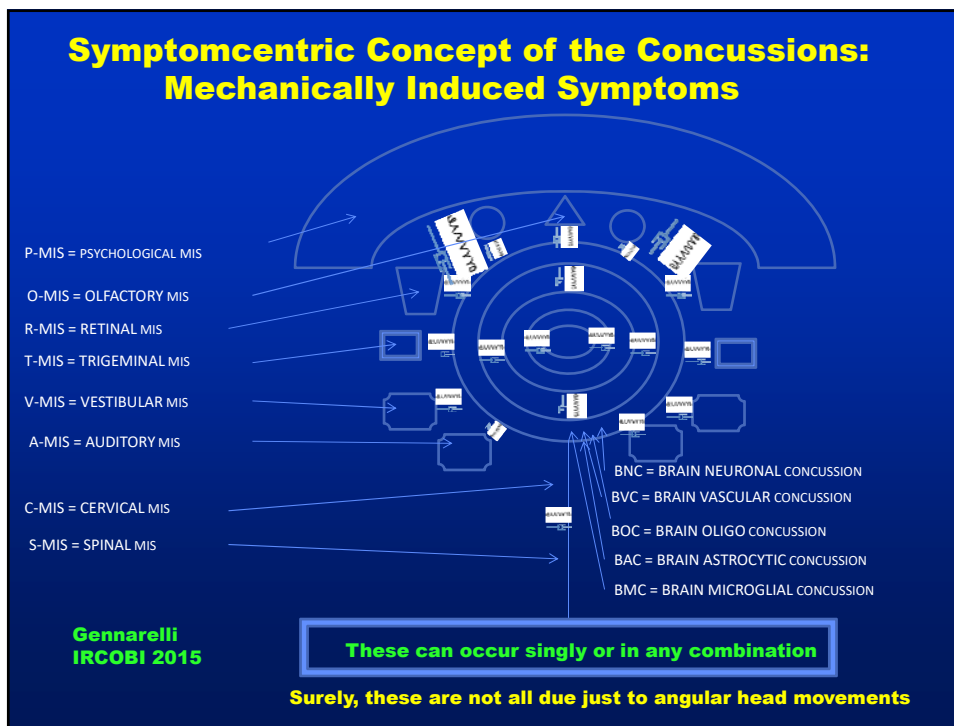 Symptomcentric Concept of the Concussions:
Mechanically Induced Symptoms
P-MIS = PSYCHOLOGICAL MIS
O-MIS = OLFACTORY MIS
R-MIS = RETINAL MIS
T-MIS = TRIGEMINAL MIS
V-MIS = VESTIBULAR MIS
A-MIS = AUDITORY MIS
C-MIS = CERVICAL MIS
S-MIS = SPINAL MIS
BNC = BRAIN NEURONAL CONCUSSION
BVC = BRAIN VASCULAR CONCUSSION
BOC = BRAIN OLIGO CONCUSSION
BAC = BRAIN ASTROCYTIC CONCUSSION
BMC = BRAIN MICROGLIAL CONCUSSION
Gennarelli
IRCOBI 2015
These can occur singly or in any combination
Surely, these are not all due just to angular head movements